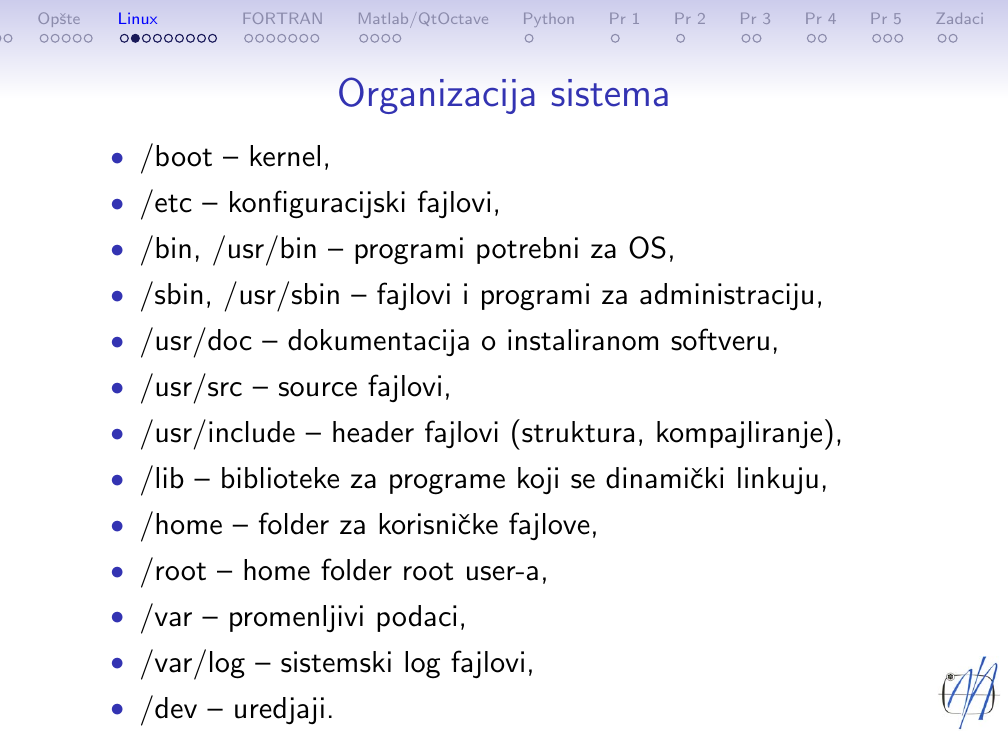 Opšte Linux FORTRAN Matlab/QtOctave Python Pr 1 Pr 2 Pr 3 Pr 4 Pr 5 Zadaci
Organizacija sistema
• /boot – kernel,
• /etc – konfiguracijski fajlovi,
• /bin, /usr/bin – programi potrebni za OS,
• /sbin, /usr/sbin – fajlovi i programi za administraciju,
• /usr/doc – dokumentacija o instaliranom softveru,
• /usr/src – source fajlovi,
• /usr/include – header fajlovi (struktura, kompajliranje),
• /lib – biblioteke za programe koji se dinamički linkuju,
• /home – folder za korisničke fajlove,
• /root – home folder root user-a,
• /var – promenljivi podaci,
• /var/log – sistemski log fajlovi,
• /dev – uredjaji.